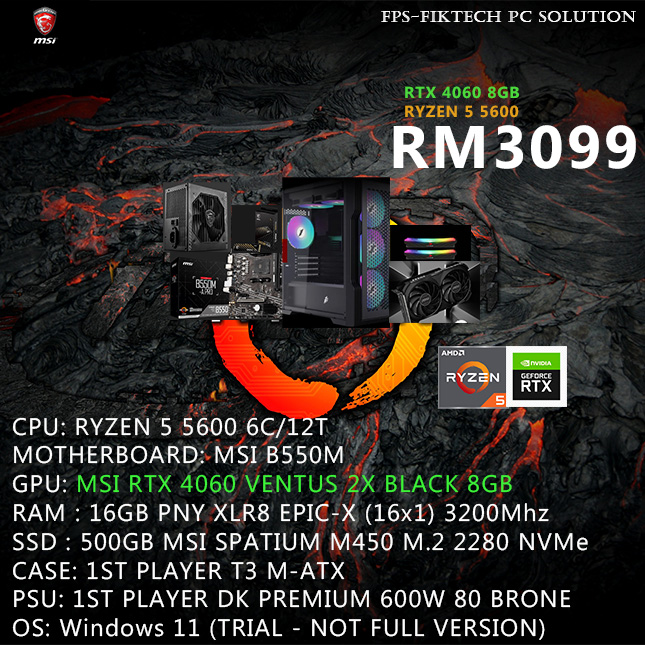 msi
FPS-FIKTECH PC SOLUTION
RTX 4060 8GB
RYZEN 5 5600
RM3099
msi
B550M
B550
AMD
RYZEN
5
NVIDIA
GEFORCE
RTX
CPU: RYZEN 5 5600 6C/12T
MOTHERBOARD: MSI B550M
GPU: MSI RTX 4060 VENTUS 2X BLACK 8GB
RAM : 16GB PNY XLR8 EPIC-X (16x1) 3200Mhz
SSD : 500GB MSI SPATIUM M450 M.2 2280 NVMe
CASE: 1ST PLAYER T3 M-ATX
PSU: 1ST PLAYER DK PREMIUM 600W 80 BRONE
OS: Windows 11 (TRIAL - NOT FULL VERSION)